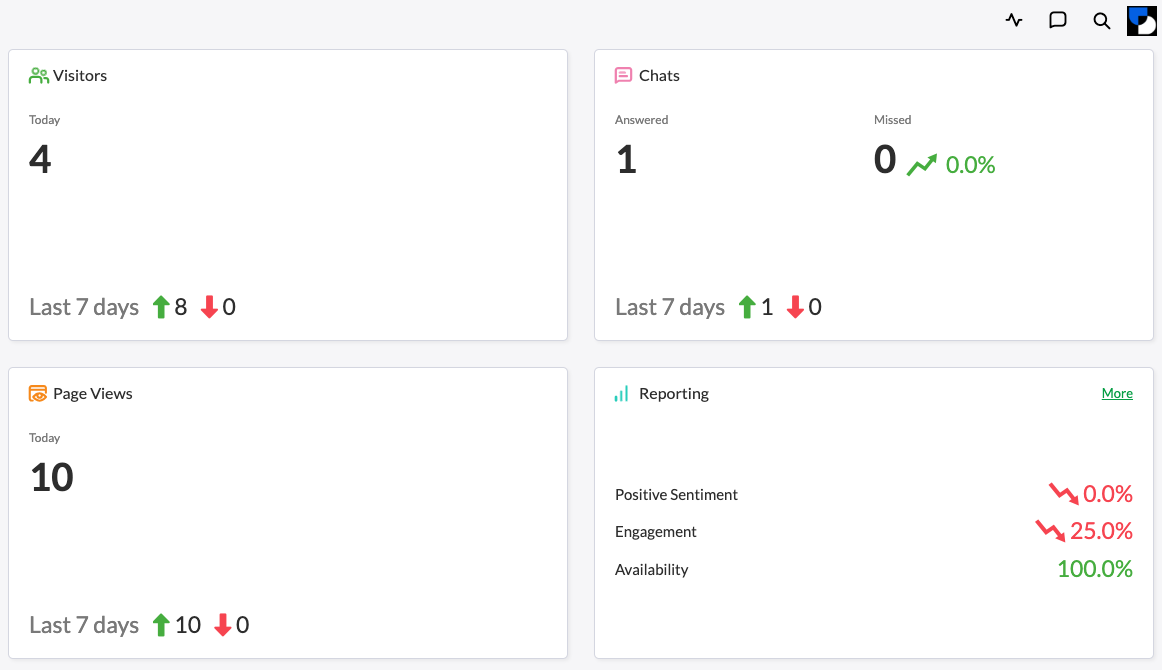 Visitors
Today
4
Last 7 days 8 0
Chats
Answered
1
Missed
0 0.0%
Last 7 days 1 0
Page Views
Today
10
Last 7 days 10 0
Reporting
More
Positive Sentiment 0.0%
Engagement 25.0%
Availability 100.0%